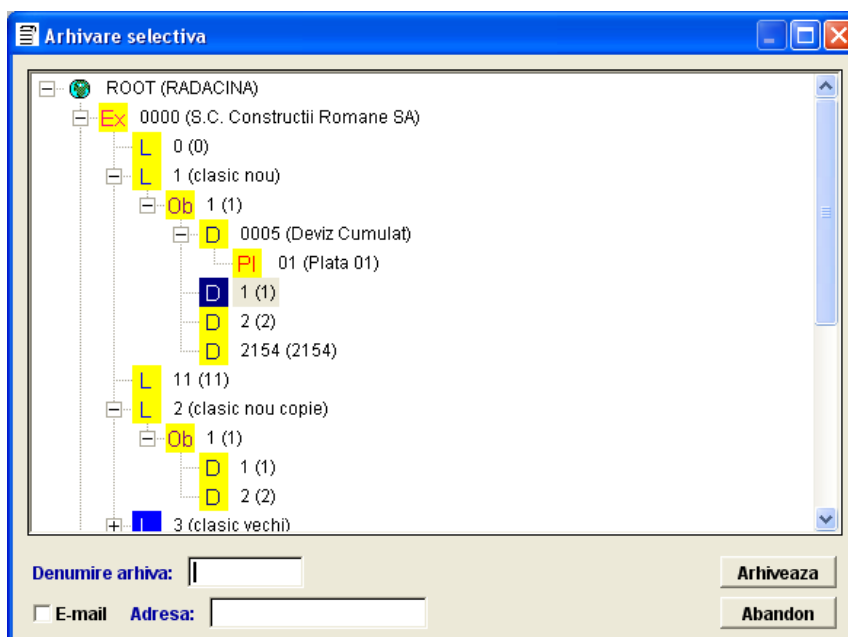 Arhivare selectiva
ROOT (RADACINA)
Ex 0000 (S.C. Constructii Romane SA)
L 0 (0)
L 1 (clasic nou)
Ob 1 (1)
D 0005 (Deviz Cumulat)
Pl 01 (Plata 01)
D 1 (1)
D 2 (2)
D 2154 (2154)
L 11 (11)
L 2 (clasic nou copie)
Ob 1 (1)
D 1 (1)
D 2 (2)
L 3 (clasic vechi)
Denumire arhiva: Arhiveaza
E-mail Adresa: Abandon